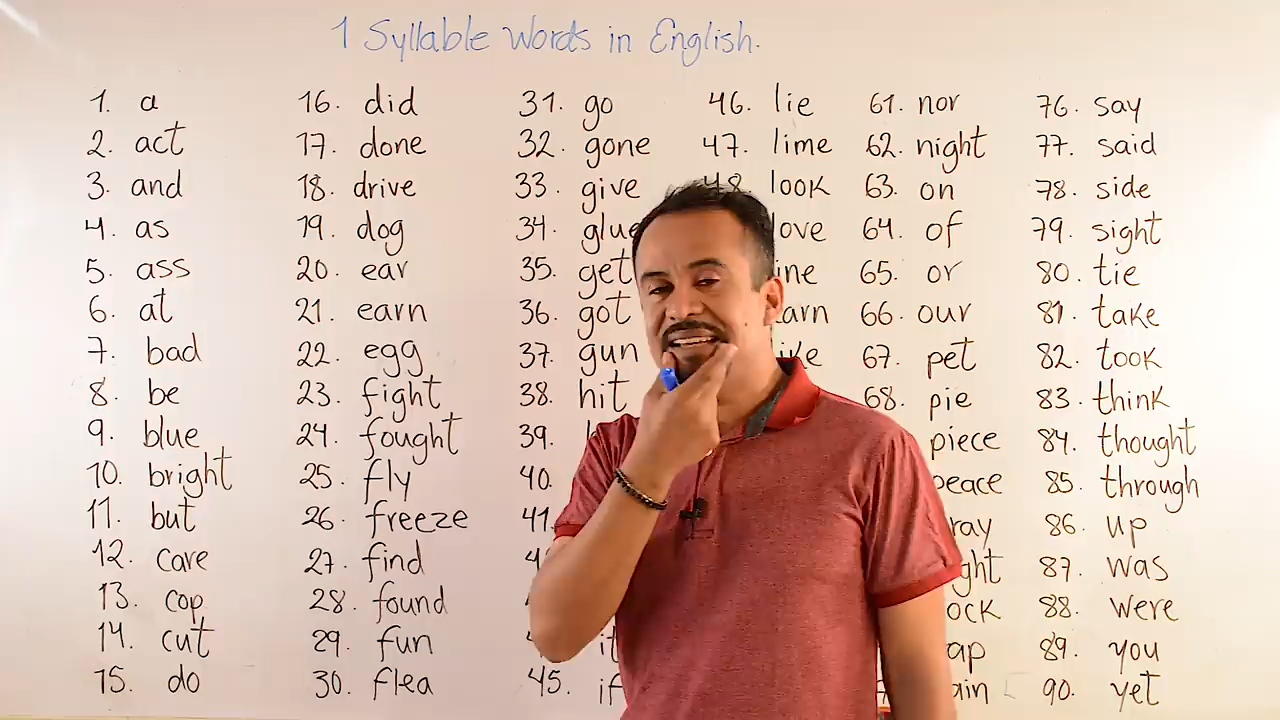 1 Syllable Words in English.
1. a
2. act
3. and
4. as
5. ass
6. at
7. bad
8. be
9. blue
10. bright
11. but
12. care
13. cop
14. cut
15. do
16. did
17. done
18. drive
19. dog
20. ear
21. earn
22. egg
23. fight
24. fought
25. fly
26. freeze
27. find
28. found
29. fun
30. flea
31. go
32. gone
33. give
34. glue
35. get
36. got
37. gun
38. hit
39.
40.
41.
45. if
46. lie
47. lime
48. look
61. nor
62. night
63. on
64. of
65. or
66. our
67. pet
68. pie
piece
peace
76. say
77. said
78. side
79. sight
80. tie
81. take
82. took
83. think
84. thought
85. through
86. up
87. was
88. were
89. you
90. yet